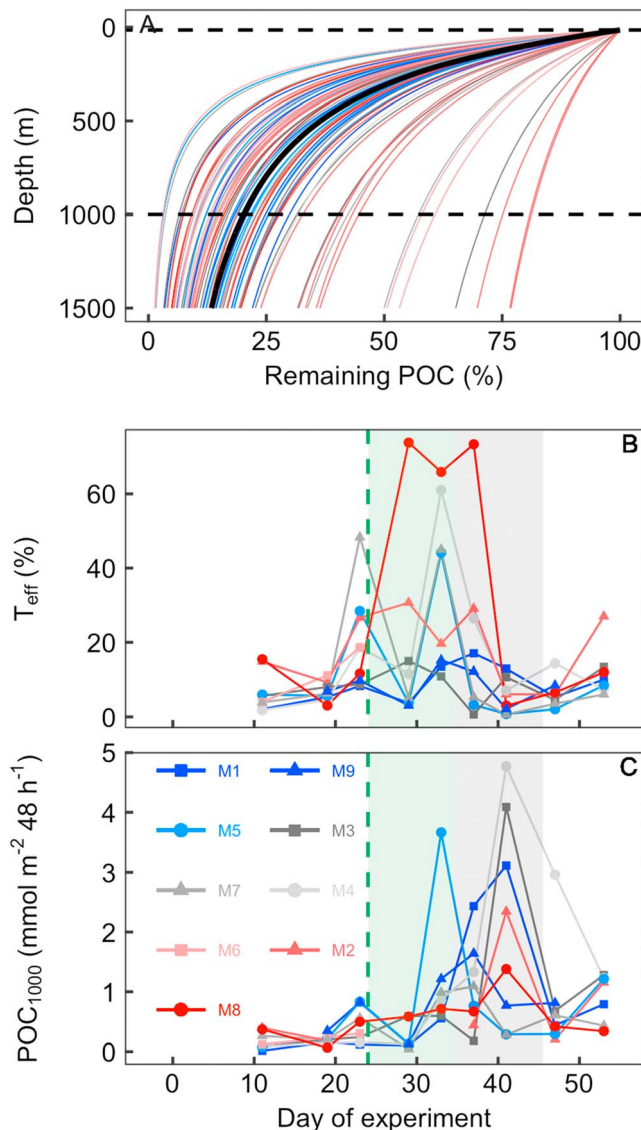 A
0
500
1000
1500
Depth (m)
0 25 50 75 100
Remaining POC (%)
B
60
40
20
0
T_eff (%)
C
5
4
3
2
1
0
POC_1000 (mmol m⁻² 48 h⁻¹)
M1 M9
M5 M3
M7 M4
M6 M2
M8
0 10 20 30 40 50
Day of experiment